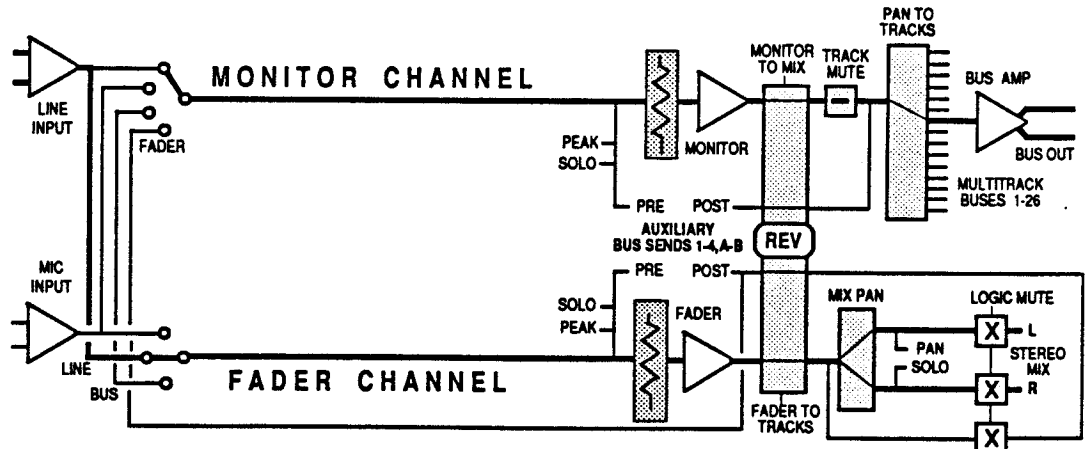 PAN TO
TRACKS
MONITOR
TO MIX
TRACK
MUTE
BUS AMP
MONITOR CHANNEL
LINE
INPUT
FADER
PEAK
SOLO
MONITOR
BUS OUT
MULTITRACK
BUSES 1-26
PRE
POST
AUXILIARY
BUS SENDS 1-4, A-B
REV
MIC
INPUT
PRE
POST
SOLO
PEAK
FADER
MIX PAN
LOGIC MUTE
X
L
PAN
SOLO
STEREO
MIX
X
R
LINE
BUS
FADER CHANNEL
FADER TO
TRACKS
X